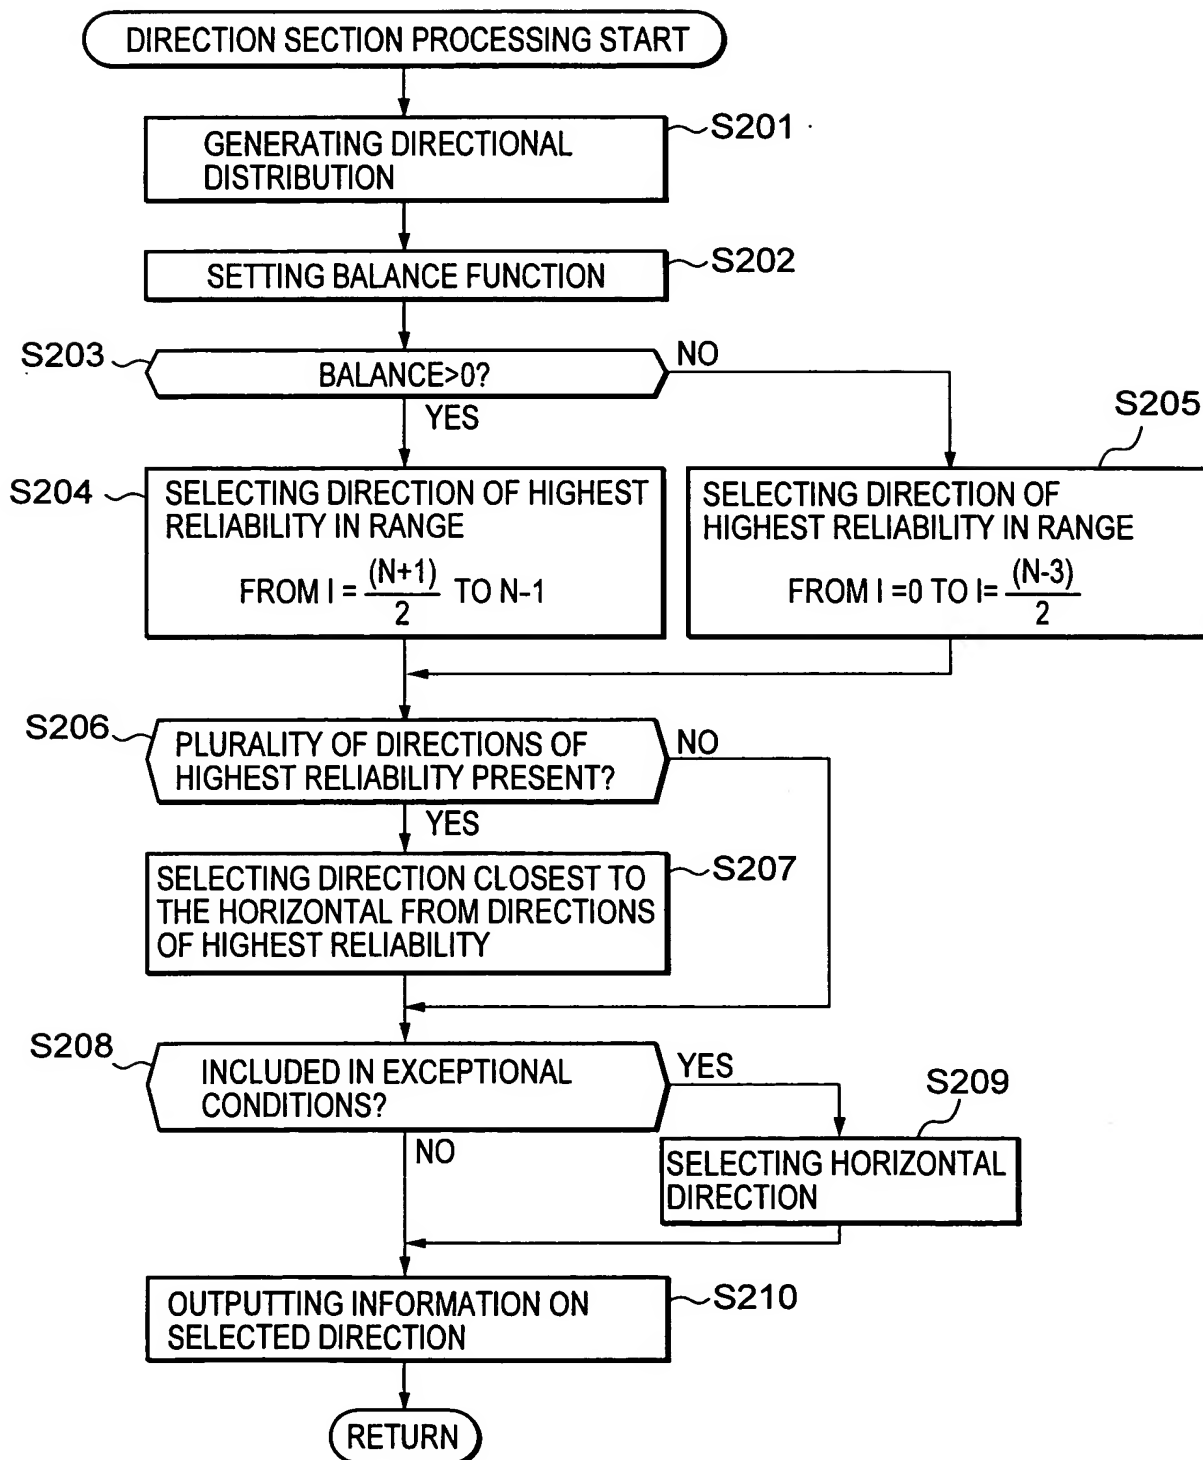 DIRECTION SECTION PROCESSING START
S201
GENERATING DIRECTIONAL
DISTRIBUTION
S202
SETTING BALANCE FUNCTION
S203
BALANCE>0?
NO
YES
S204
SELECTING DIRECTION OF HIGHEST
RELIABILITY IN RANGE
FROM I = (N+1)/2 TO N-1
S205
SELECTING DIRECTION OF
HIGHEST RELIABILITY IN RANGE
FROM I =0 TO I= (N-3)/2
S206
PLURALITY OF DIRECTIONS OF
HIGHEST RELIABILITY PRESENT?
NO
YES
S207
SELECTING DIRECTION CLOSEST TO
THE HORIZONTAL FROM DIRECTIONS
OF HIGHEST RELIABILITY
S208
INCLUDED IN EXCEPTIONAL
CONDITIONS?
YES
NO
S209
SELECTING HORIZONTAL
DIRECTION
S210
OUTPUTTING INFORMATION ON
SELECTED DIRECTION
RETURN